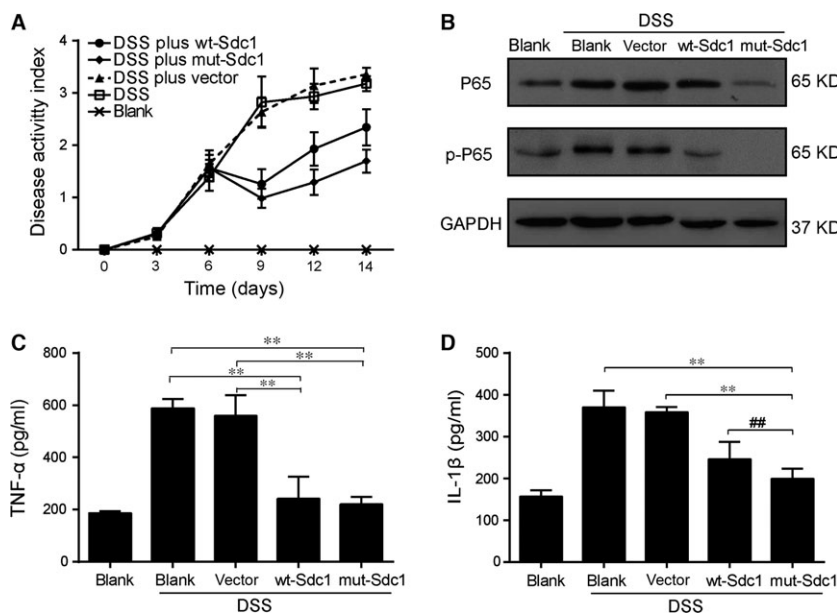 A
DSS plus wt-Sdc1
DSS plus mut-Sdc1
DSS plus vector
DSS
Blank
Disease activity index
4
3
2
1
0
0 3 6 9 12 14
Time (days)
B
DSS
Blank Blank Vector wt-Sdc1 mut-Sdc1
P65 65 KD
p-P65 65 KD
GAPDH 37 KD
C
TNF-α (pg/ml)
800
600
400
200
0
** 
**
**
**
Blank Blank Vector wt-Sdc1 mut-Sdc1
DSS
D
IL-1β (pg/ml)
500
400
300
200
100
0
**
**
##
Blank Blank Vector wt-Sdc1 mut-Sdc1
DSS